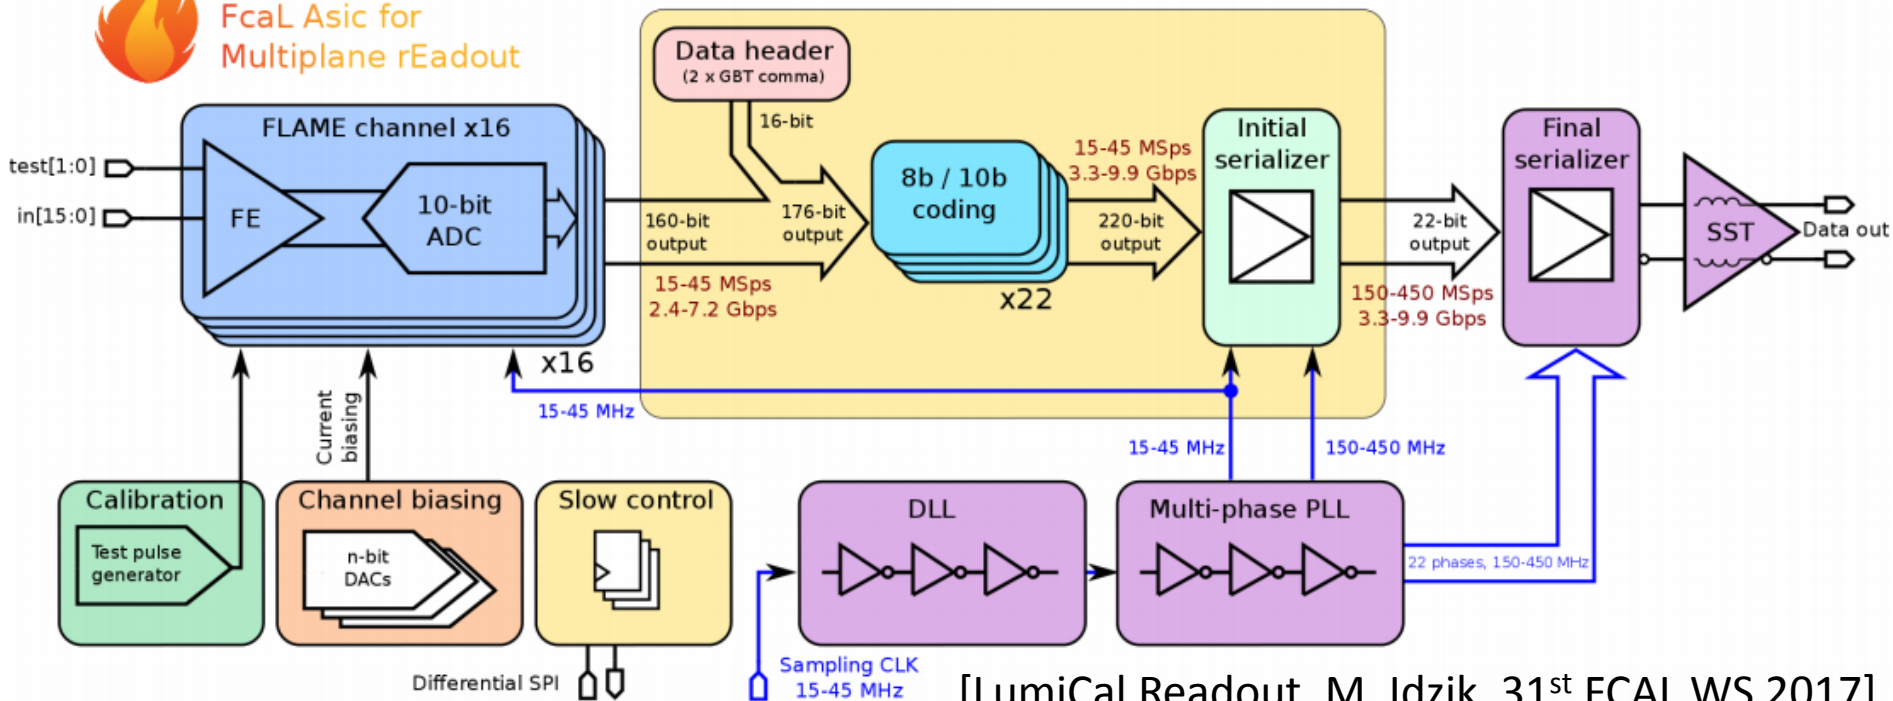 FcaL Asic for
Multiplane rEadout
Data header
(2 x GBT comma)
16-bit
FLAME channel x16
test[1:0]
in[15:0]
FE
10-bit
ADC
x16
160-bit
output
15-45 MSps
2.4-7.2 Gbps
176-bit
output
8b / 10b
coding
x22
15-45 MSps
3.3-9.9 Gbps
220-bit
output
Initial
serializer
22-bit
output
150-450 MSps
3.3-9.9 Gbps
Final
serializer
SST
Data out
15-45 MHz
Current
biasing
15-45 MHz
150-450 MHz
Calibration
Test pulse
generator
Channel biasing
n-bit
DACs
Slow control
Differential SPI
DLL
Multi-phase PLL
22 phases, 150-450 MHz
Sampling CLK
15-45 MHz
[LumiCal Readout, M. Idzik, 31st FCAL WS 2017]